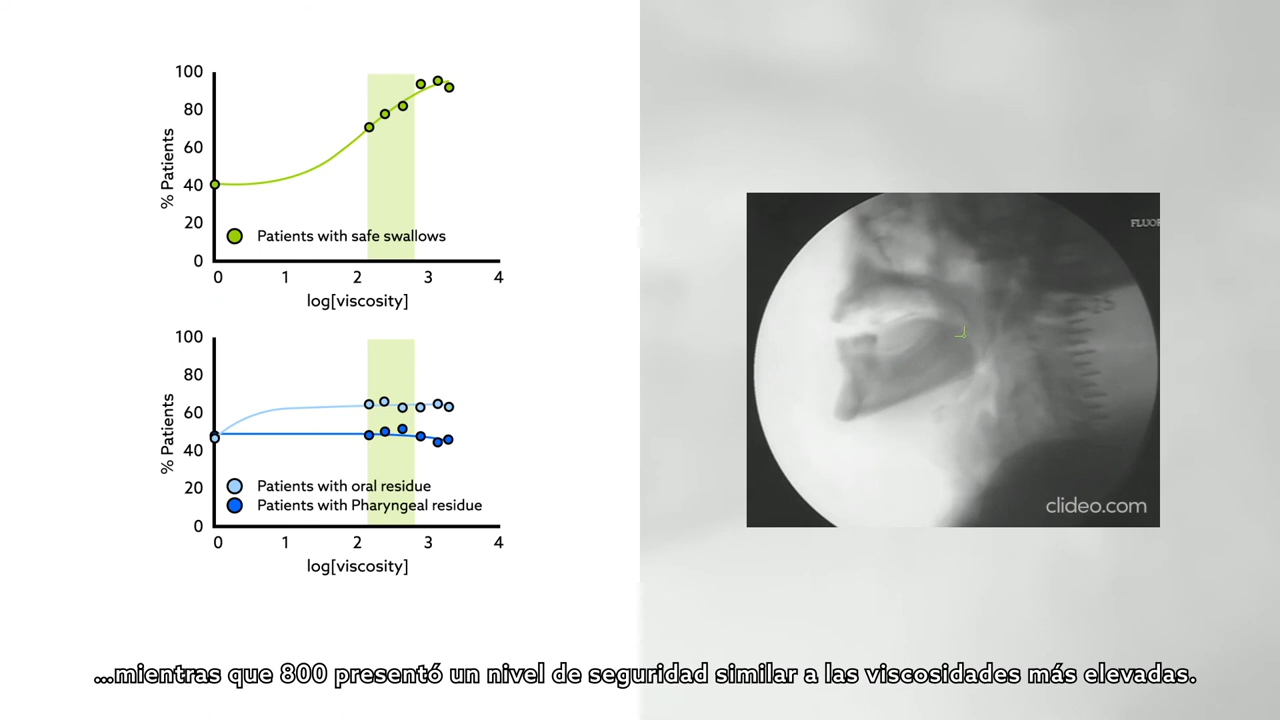 100
80
60
40
20
0
% Patients
Patients with safe swallows
0 1 2 3 4
log[viscosity]
100
80
60
40
20
0
% Patients
Patients with oral residue
Patients with Pharyngeal residue
0 1 2 3 4
log[viscosity]
FLUOR
clideo.com
...mientras que 800 presentó un nivel de seguridad similar a las viscosidades más elevadas.